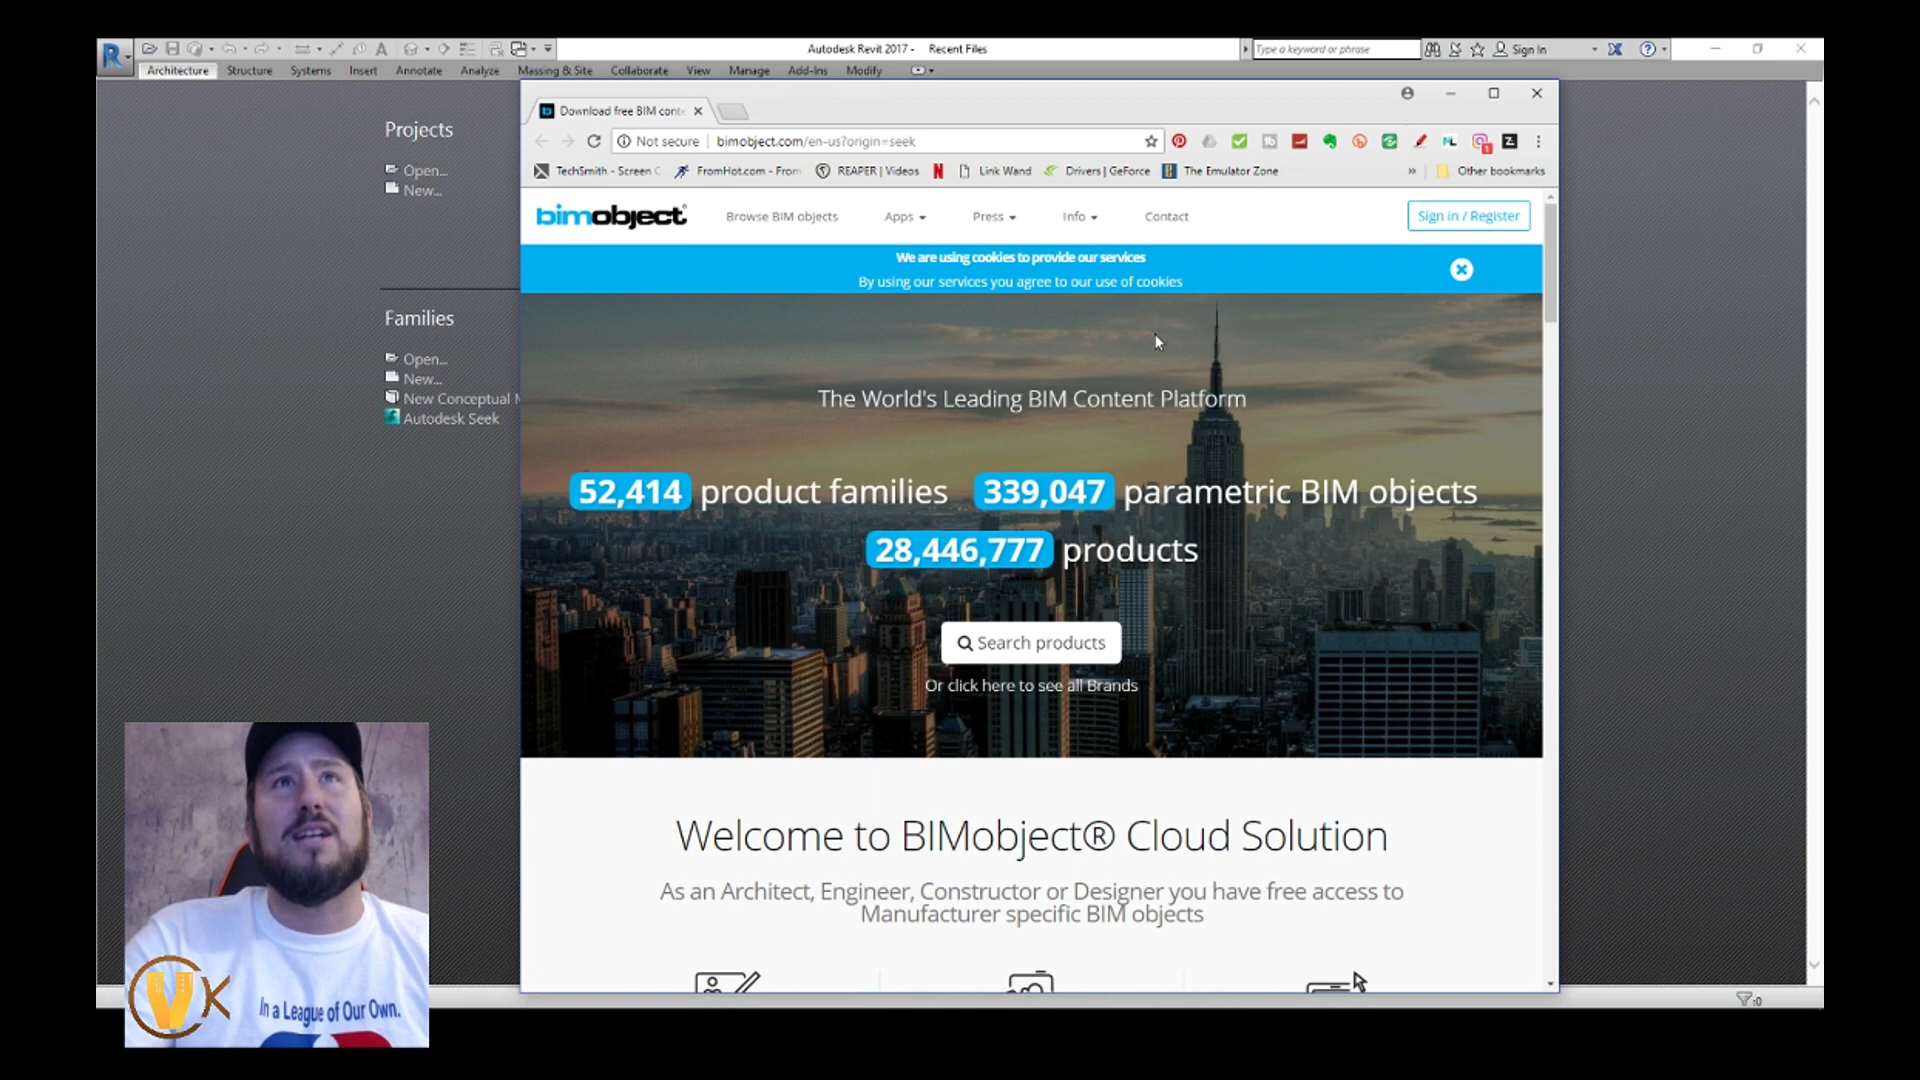 Autodesk Revit 2017 - Recent Files
Type a keyword or phrase
Sign In
Architecture Structure Systems Insert Annotate Analyze Massing & Site Collaborate View Manage Add-Ins Modify
Projects
Open...
New...
Families
Open...
New...
New Conceptual M
Autodesk Seek
Download free BIM conte
Not secure bimobject.com/en-us?origin=seek
TechSmith - Screen C FromHot.com - From REAPER | Videos Link Wand Drivers | GeForce The Emulator Zone » Other bookmarks
bimobject Browse BIM objects Apps Press Info Contact Sign in / Register
We are using cookies to provide our services
By using our services you agree to our use of cookies
The World's Leading BIM Content Platform
52,414 product families 339,047 parametric BIM objects
28,446,777 products
Search products
Or click here to see all Brands
Welcome to BIMobject® Cloud Solution
As an Architect, Engineer, Constructor or Designer you have free access to
Manufacturer specific BIM objects
In a League of Our Own.
VK
:0